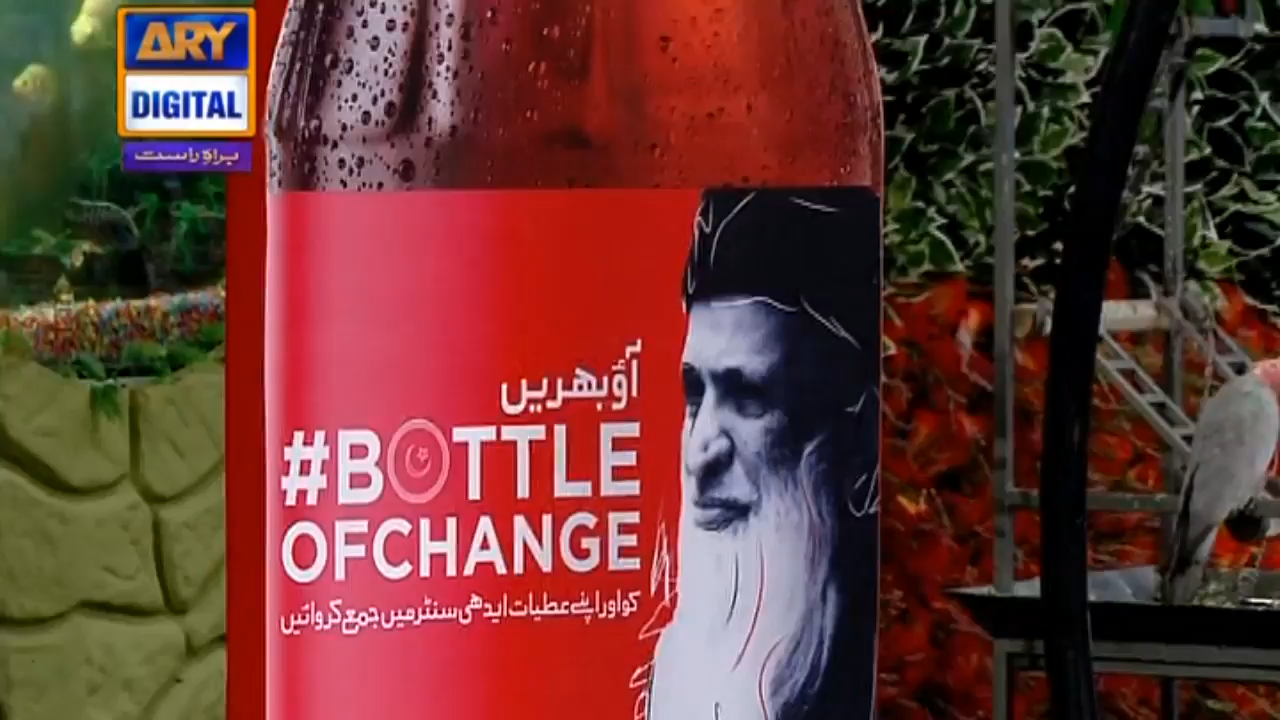 ARY
DIGITAL
براہ راست
آؤ بھریں
#BOTTLE
OFCHANGE
کو اور اپنے عطیات ایدھی سنٹر میں جمع کروائیں